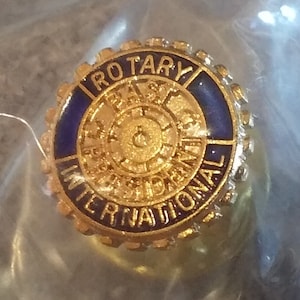 ROTARY
PAST
PRESIDENT
INTERNATIONAL